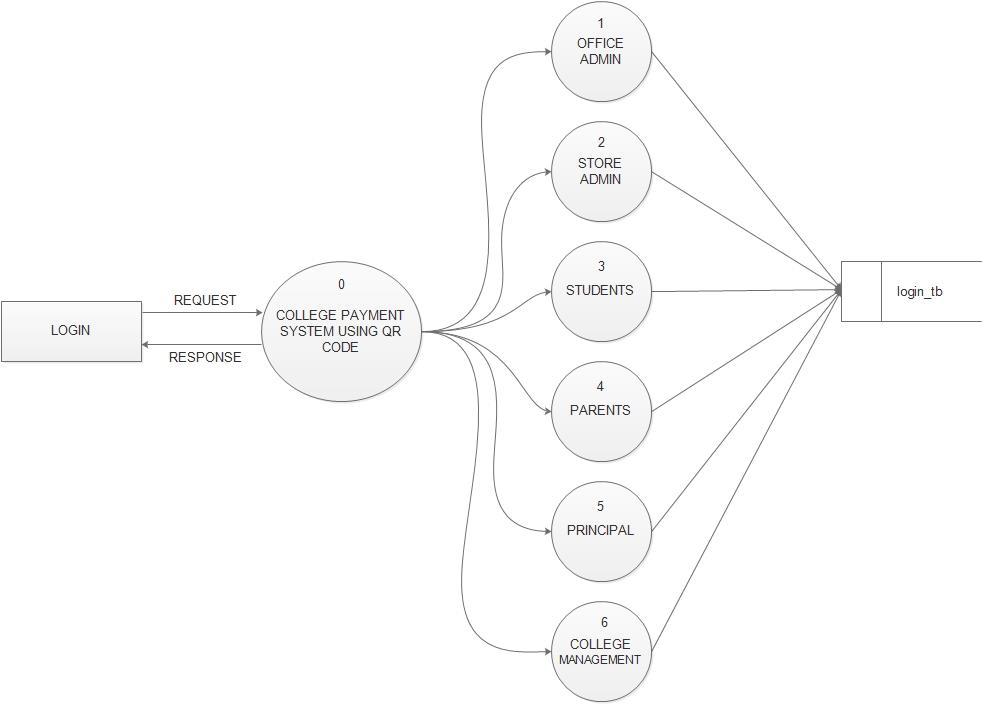 LOGIN
REQUEST
RESPONSE
0
COLLEGE PAYMENT
SYSTEM USING QR
CODE
1
OFFICE
ADMIN
2
STORE
ADMIN
3
STUDENTS
4
PARENTS
5
PRINCIPAL
6
COLLEGE
MANAGEMENT
login_tb